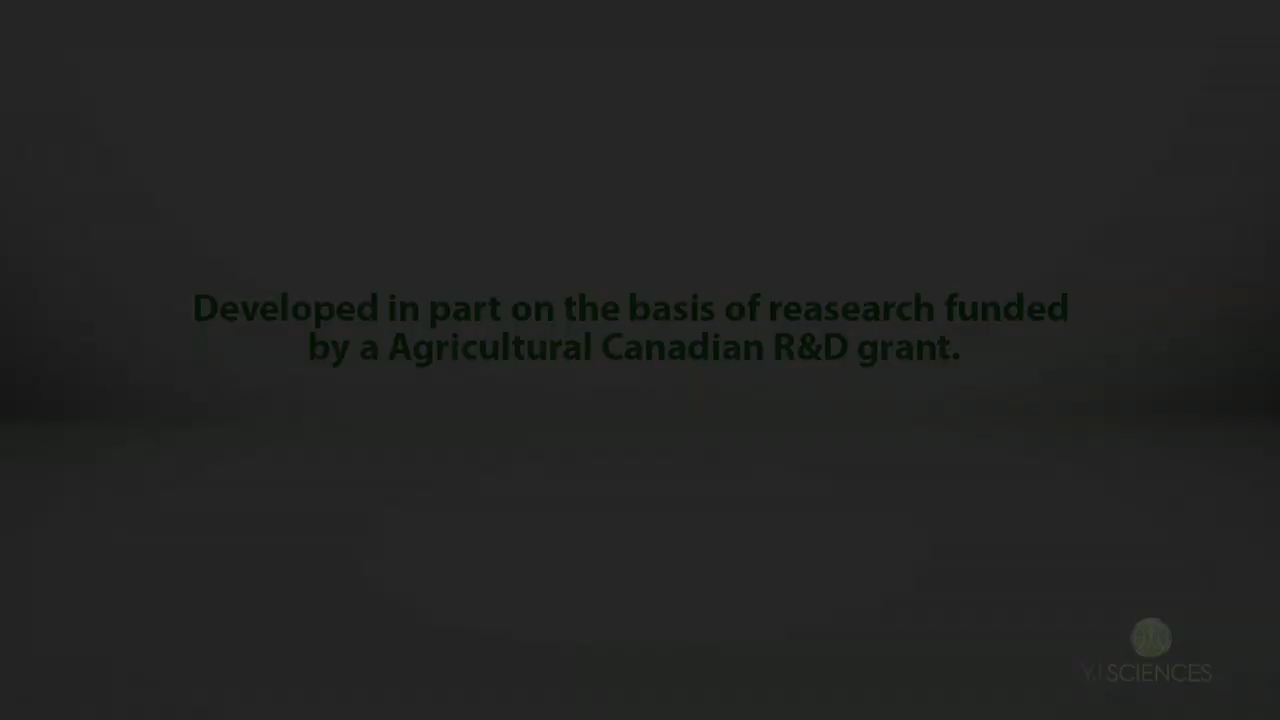 Developed in part on the basis of reasearch funded
by a Agricultural Canadian R&D grant.
Y.I SCIENCES